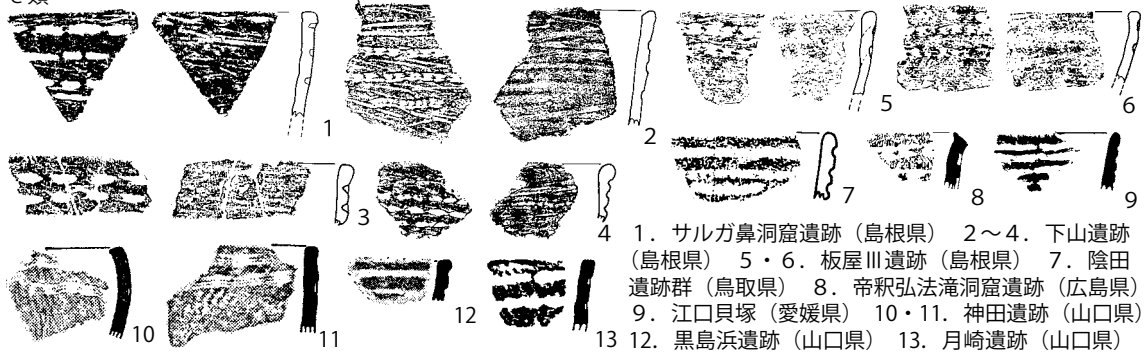 1
2
5
6
3
4
7
8
9
10
11
12
13
1．サルガ鼻洞窟遺跡（島根県） 2～4．下山遺跡
（島根県） 5・6．板屋Ⅲ遺跡（島根県） 7．陰田
遺跡群（鳥取県） 8．帝釈弘法滝洞窟遺跡（広島県）
9．江口貝塚（愛媛県） 10・11．神田遺跡（山口県）
12．黒島浜遺跡（山口県） 13．月崎遺跡（山口県）